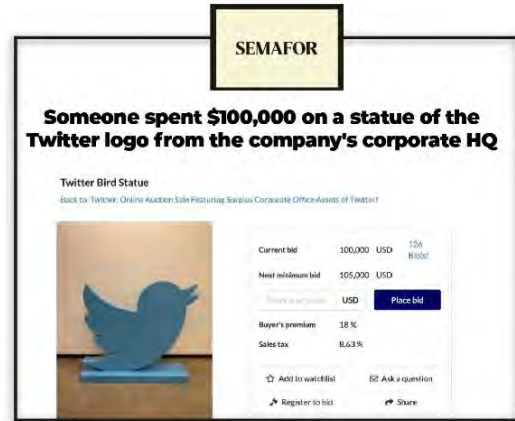 SEMAFOR
Someone spent $100,000 on a statue of the
Twitter logo from the company's corporate HQ
Twitter Bird Statue
Back to: Twitter: Online Auction Sale Featuring Surplus Corporate Office Assets of Twitter!
Current bid 100,000 USD 126 Bid(s)
Next minimum bid 105,000 USD
USD Place bid
Buyer's premium 18 %
Sales tax 8.63 %
Add to watchlist Ask a question
Register to bid Share